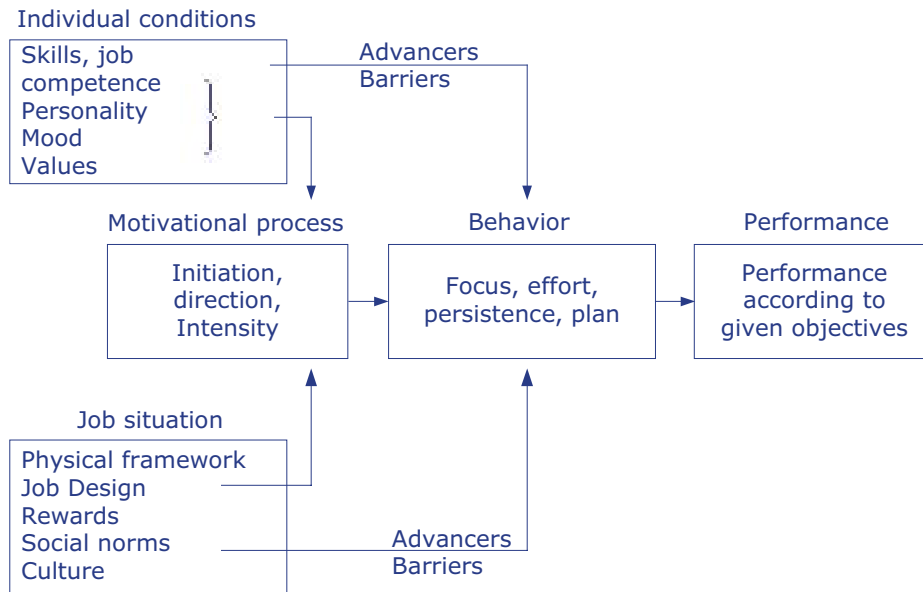 Individual conditions
Skills, job
competence
Personality
Mood
Values
Advancers
Barriers
Motivational process
Initiation,
direction,
Intensity
Behavior
Focus, effort,
persistence, plan
Performance
Performance
according to
given objectives
Job situation
Physical framework
Job Design
Rewards
Social norms
Culture
Advancers
Barriers